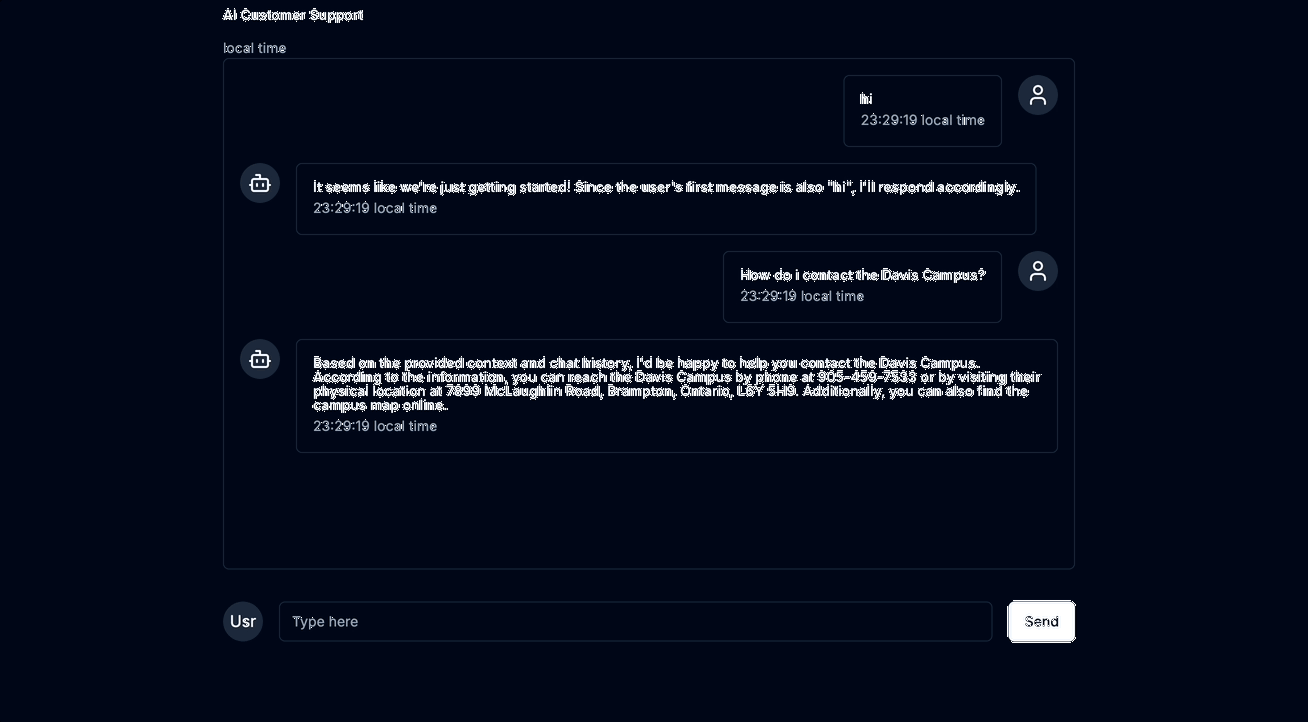 AI Customer Support
local time
hi
23:29:19 local time
It seems like we're just getting started! Since the user's first message is also "hi", I'll respond accordingly.
23:29:19 local time
How do i contact the Davis Campus?
23:29:19 local time
Based on the provided context and chat history, I'd be happy to help you contact the Davis Campus.
According to the information, you can reach the Davis Campus by phone at 905-459-7533 or by visiting their
physical location at 7899 McLaughlin Road, Brampton, Ontario, L6Y 5H9. Additionally, you can also find the
campus map online.
23:29:19 local time
Usr
Type here
Send